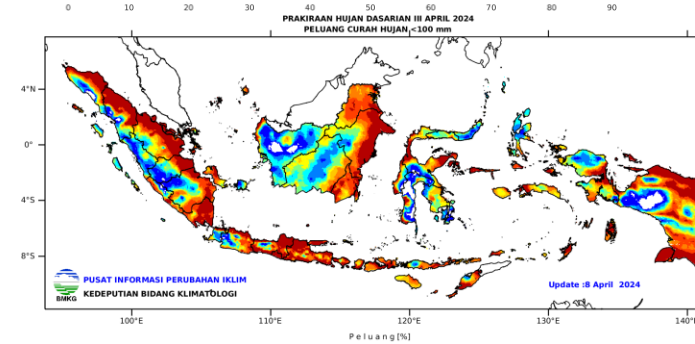 0 10 20 30 40 50 60 70 80 90
PRAKIRAAN HUJAN DASARIAN III APRIL 2024
PELUANG CURAH HUJAN <100 mm
4°N
0°
4°S
8°S
PUSAT INFORMASI PERUBAHAN IKLIM
KEDEPUTIAN BIDANG KLIMATOLOGI
BMKG
Update :8 April 2024
100°E 110°E 120°E 130°E 140°E
Peluang[%]